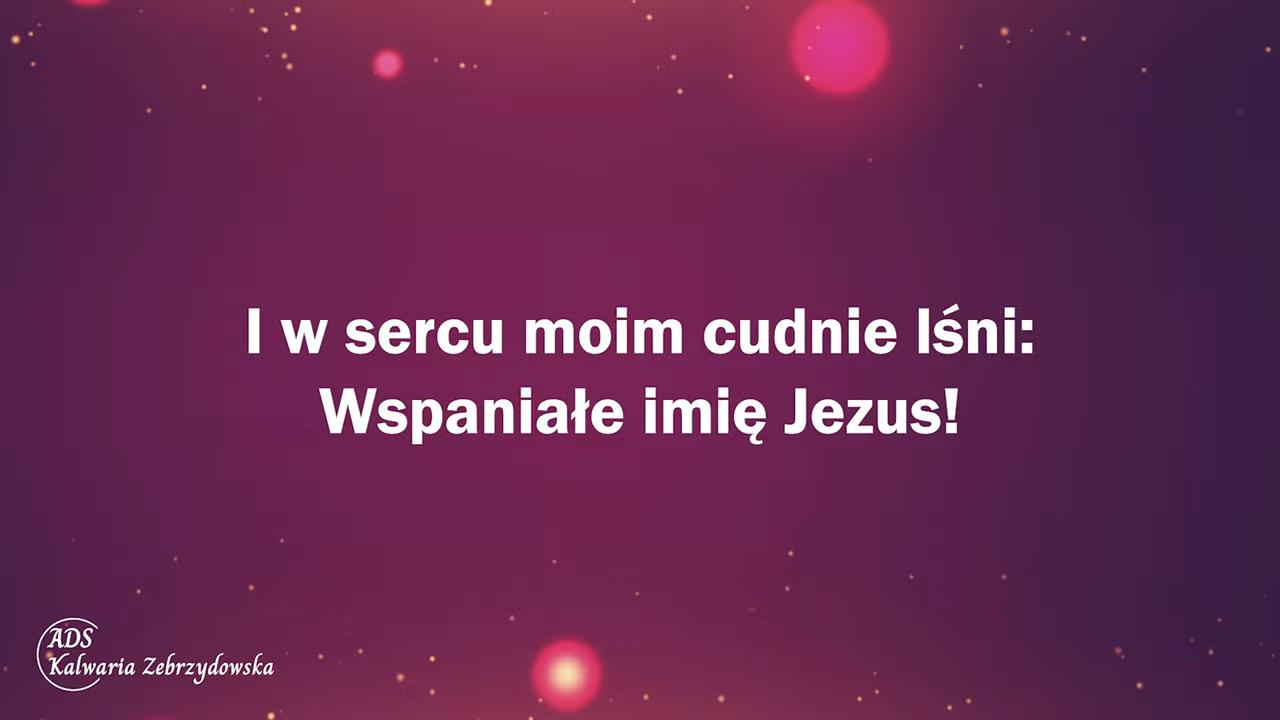 I w sercu moim cudnie lśni:
Wspaniałe imię Jezus!
ADS
Kalwaria Zebrzydowska